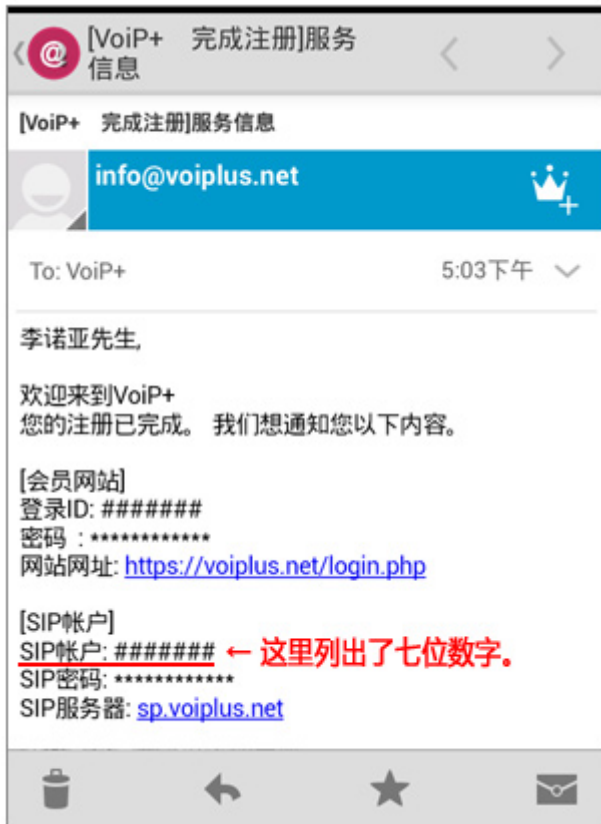 [VoiP+ 完成注册]服务
信息
[VoiP+ 完成注册]服务信息
info@voiplus.net
To: VoiP+ 5:03下午
李诺亚先生,
欢迎来到VoiP+
您的注册已完成。 我们想通知您以下内容。
[会员网站]
登录ID: #######
密码 : ************
网站网址: https://voiplus.net/login.php
[SIP帐户]
SIP帐户: ####### ← 这里列出了七位数字。
SIP密码: ************
SIP服务器: sp.voiplus.net